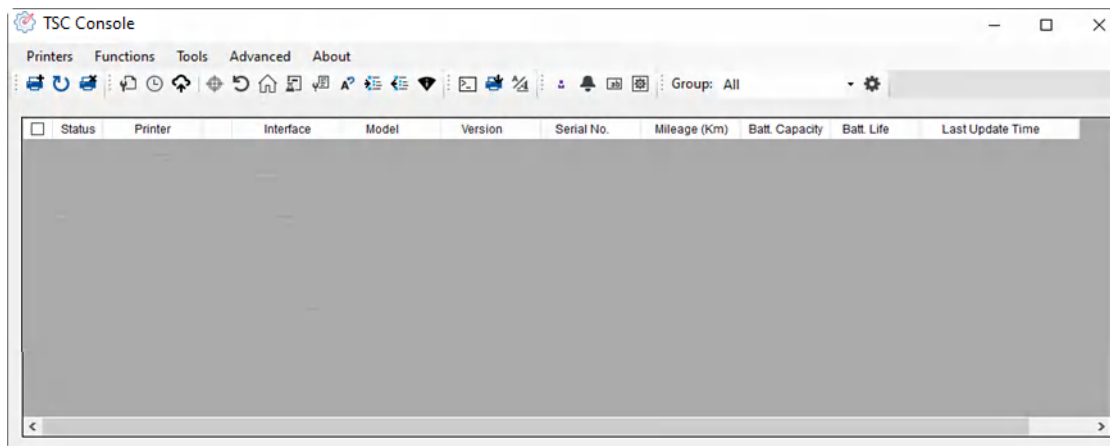 TSC Console
Printers Functions Tools Advanced About
Group: All
Status Printer Interface Model Version Serial No. Mileage (Km) Batt. Capacity Batt. Life Last Update Time